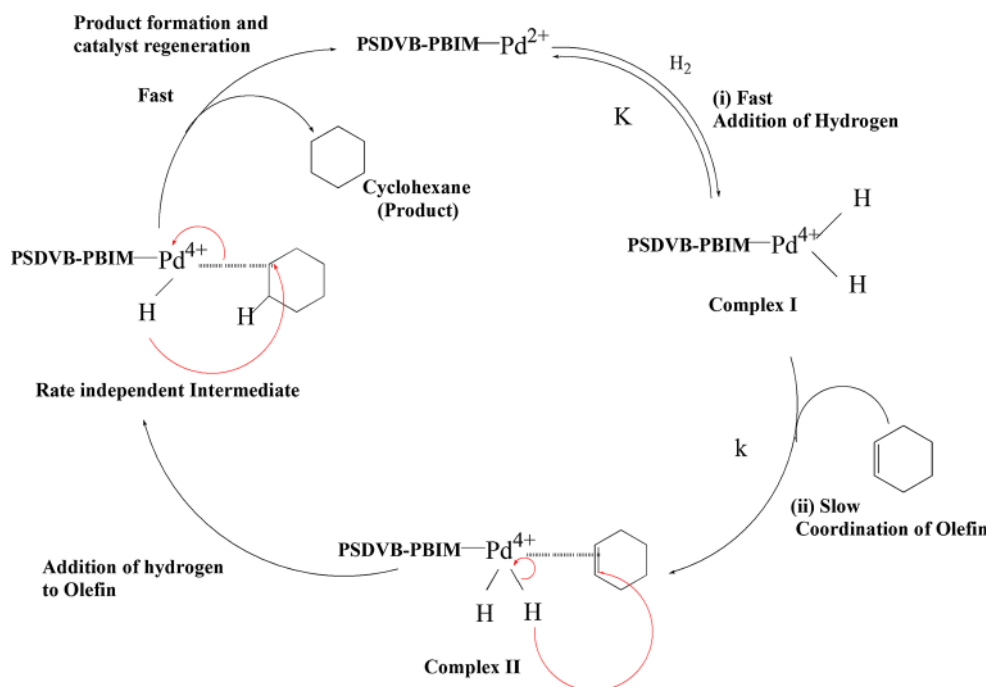 Product formation and
catalyst regeneration
PSDVB-PBIM—Pd2+
H2
Fast
(i) Fast
Addition of Hydrogen
K
Cyclohexane
(Product)
H
PSDVB-PBIM—Pd4+
PSDVB-PBIM—Pd4+
H
H
H
Complex I
Rate independent Intermediate
k
(ii) Slow
Coordination of Olefin
PSDVB-PBIM—Pd4+
Addition of hydrogen
to Olefin
H H
Complex II